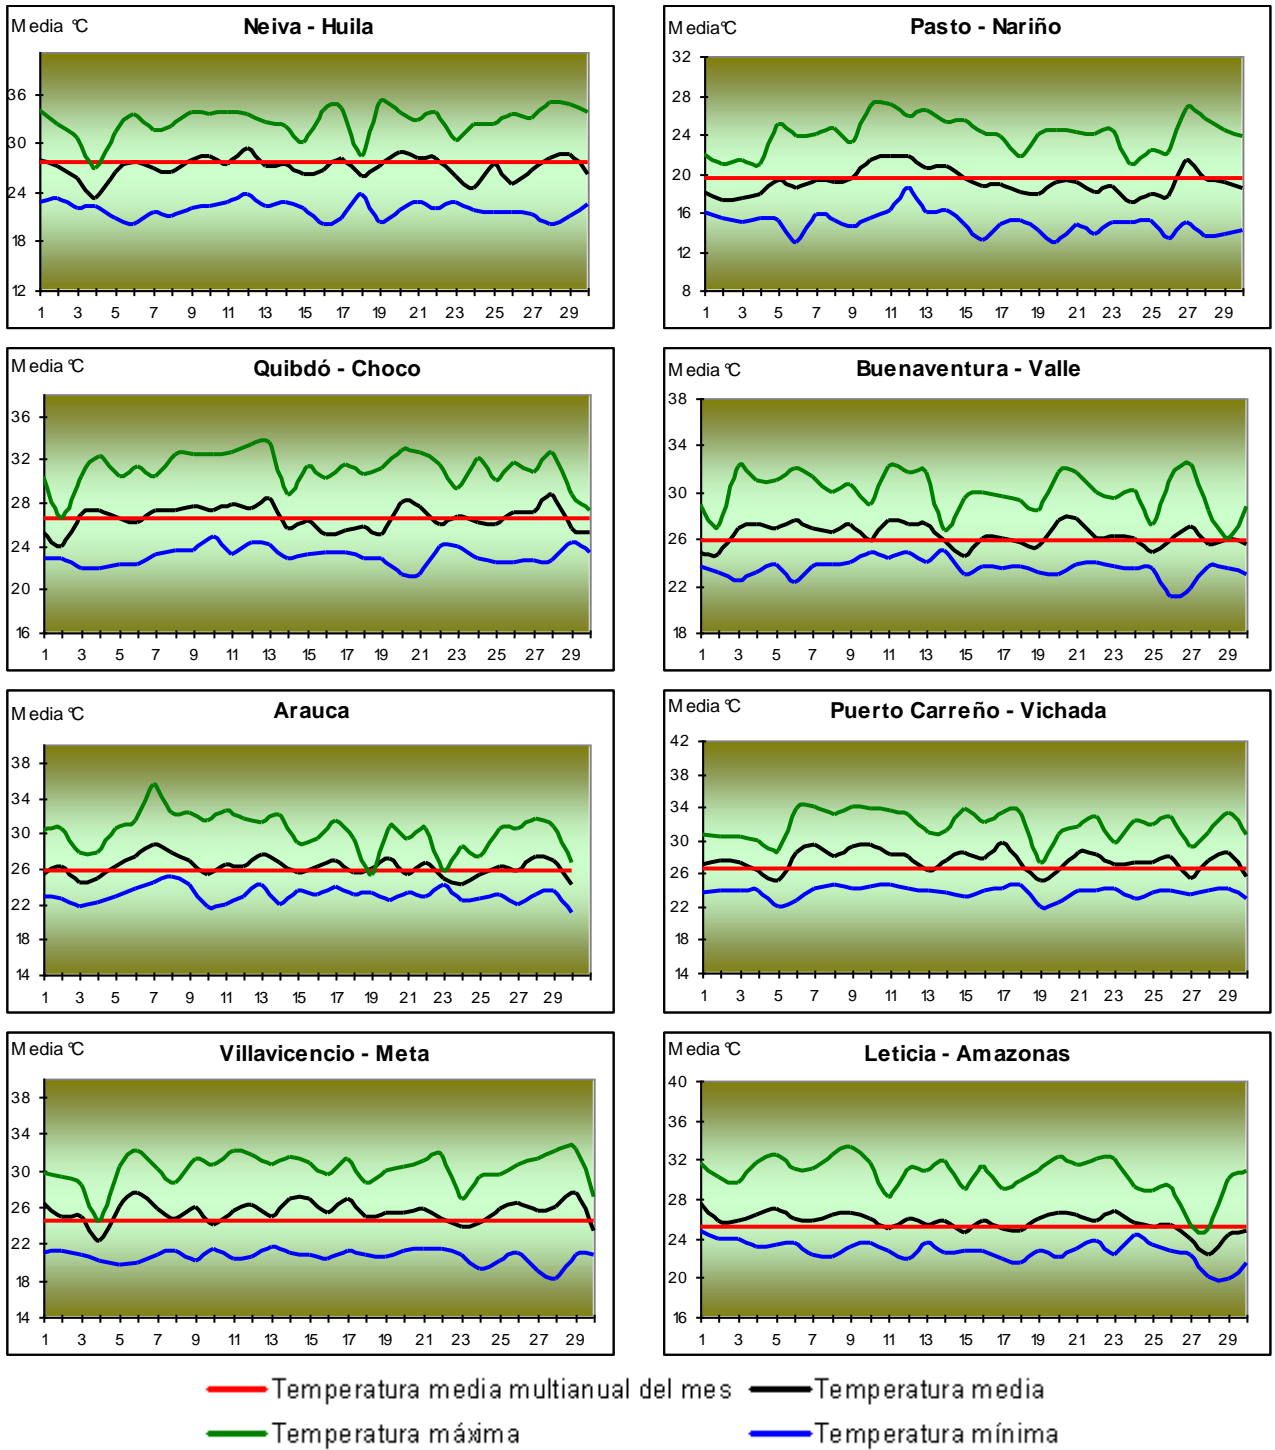 Media ºC
Neiva - Huila
36
30
24
18
12
1 3 5 7 9 11 13 15 17 19 21 23 25 27 29
MediaºC
Pasto - Nariño
32
28
24
20
16
12
8
1 3 5 7 9 11 13 15 17 19 21 23 25 27 29
Media ºC
Quibdó - Choco
36
32
28
24
20
16
1 3 5 7 9 11 13 15 17 19 21 23 25 27 29
Media ºC
Buenaventura - Valle
38
34
30
26
22
18
1 3 5 7 9 11 13 15 17 19 21 23 25 27 29
Media ºC
Arauca
38
34
30
26
22
18
14
1 3 5 7 9 11 13 15 17 19 21 23 25 27 29
Media ºC
Puerto Carreño - Vichada
42
38
34
30
26
22
18
14
1 3 5 7 9 11 13 15 17 19 21 23 25 27 29
Media ºC
Villavicencio - Meta
38
34
30
26
22
18
14
1 3 5 7 9 11 13 15 17 19 21 23 25 27 29
Media ºC
Leticia - Amazonas
40
36
32
28
24
20
16
1 3 5 7 9 11 13 15 17 19 21 23 25 27 29
Temperatura media multianual del mes
Temperatura media
Temperatura máxima
Temperatura mínima